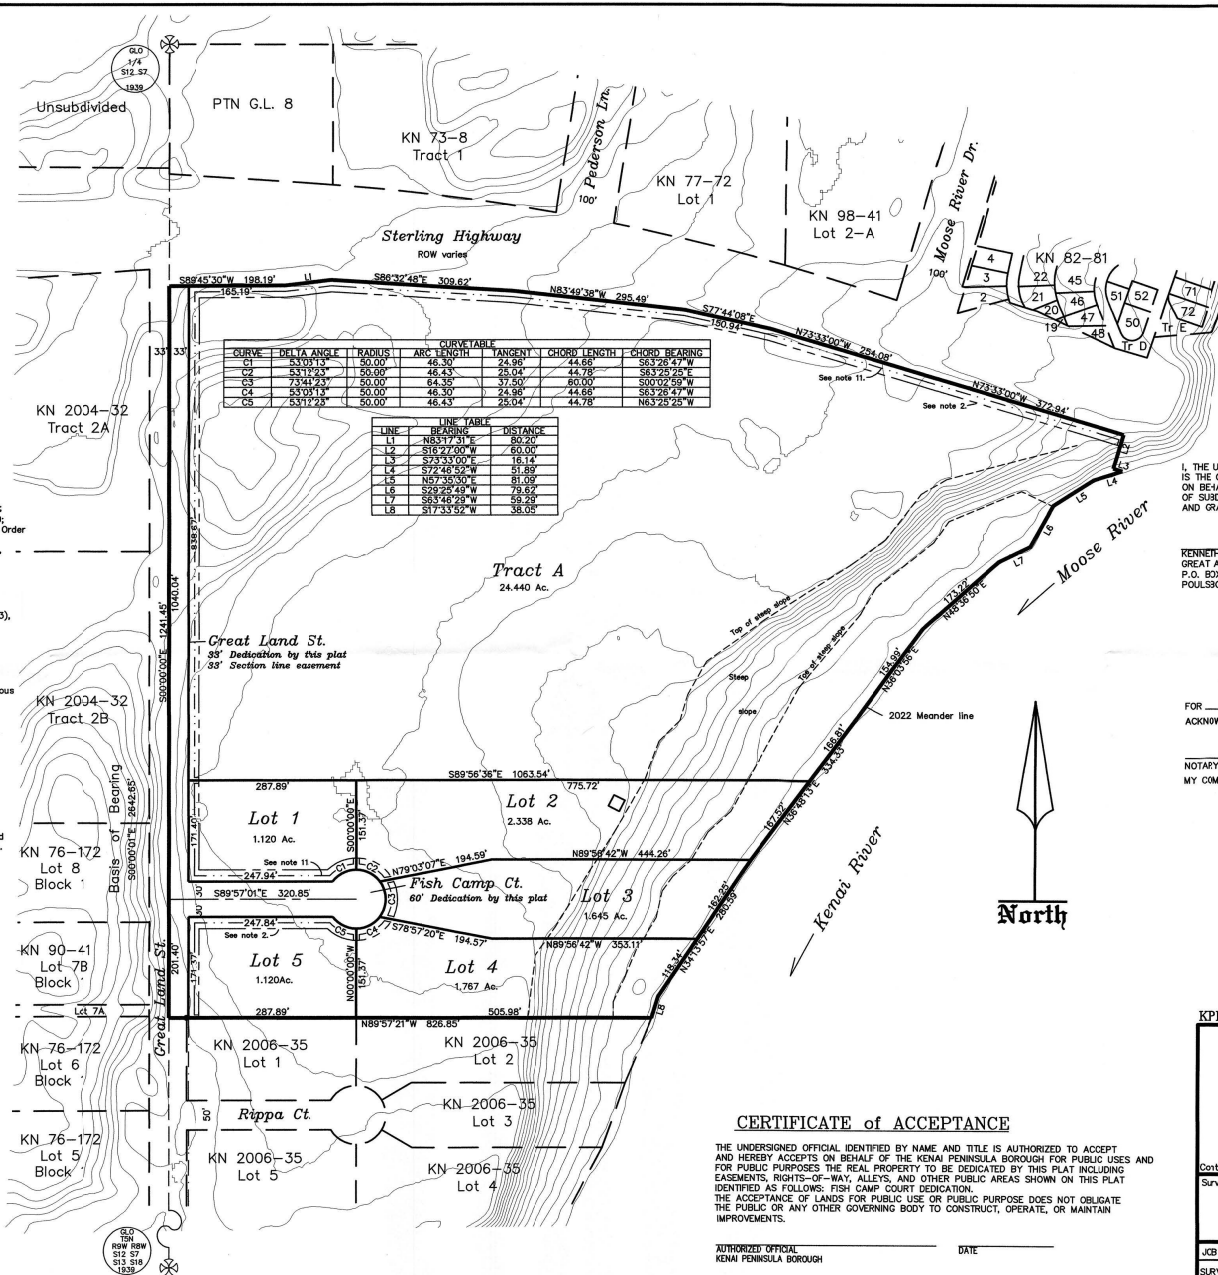 GLO
1/4
S12 S7
1939
Unsubdivided
PTN G.L. 8
KN 73-8
Tract 1
Pederson Ln.
100'
KN 77-72
Lot 1
KN 98-41
Lot 2-A
Moose River Dr.
100'
KN 82-81
4
3
2
22
45
21
46
20
47
19
48
51
52
50
71
72
Tr E
Tr D
Sterling Highway
ROW varies
S89°45'30"W 198.19'
165.19'
L1
S86°32'48"E 309.62'
N83°49'38"W 295.49'
S77°44'08"E
150.94'
N73°33'00"W 254.08'
N73°33'00"W 372.94'
See note 11.
See note 2.
L2
L3
L4
L5
L6
L7
33' 33'
CURVETABLE
CURVE DELTA ANGLE RADIUS ARC LENGTH TANGENT CHORD LENGTH CHORD BEARING
C1 53°03'13" 50.00' 46.30' 24.96' 44.66' S63°26'47"W
C2 53°12'23" 50.00' 46.43' 25.04' 44.78' S63°25'25"E
C3 73°44'23" 50.00' 64.35' 37.50' 60.00' S00°02'59"W
C4 53°03'13" 50.00' 46.30' 24.96' 44.66' S63°26'47"W
C5 53°12'23" 50.00' 46.43' 25.04' 44.78' N63°25'25"W
LINE TABLE
LINE BEARING DISTANCE
L1 N83°17'31"E 80.20'
L2 S16°27'00"W 60.00'
L3 S73°33'00"E 16.14'
L4 S72°46'52"W 51.89'
L5 N57°35'30"E 81.09'
L6 S29°25'49"W 79.62'
L7 S63°46'29"W 59.29'
L8 S17°33'52"W 38.05'
KN 2004-32
Tract 2A
Order
I, THE U
IS THE
ON BEHA
OF SUBD
AND GRA
KENNETH
GREAT A
P.O. BOX
POULSBO
Moose River
Tract A
24.440 Ac.
838.67'
1040.04'
S00°00'00"E 1241.45'
Great Land St.
33' Dedication by this plat
33' Section line easement
Top of steep slope
Toe of steep slope
Steep
slope
173.22'
N48°36'50"E
154.99'
N36°03'56"E
2022 Meander line
166.81'
334.33'
N36°48'13"E
167.52'
KN 2004-32
Tract 2B
Basis of Bearing
S00°00'01"E 2642.65'
FOR
ACKNOW
NOTARY
MY COM
S89°56'36"E 1063.54'
287.89'
775.72'
Lot 1
1.120 Ac.
171.40'
S00°00'00"E
151.37'
Lot 2
2.338 Ac.
See note 11
247.94'
C1
C2
N79°03'07"E 194.59'
N89°56'42"W 444.26'
KN 76-172
Lot 8
Block
S89°57'01"E 320.85'
30'
30'
C3
Fish Camp Ct.
60' Dedication by this plat
Lot 3
1.645 Ac.
162.25'
280.59'
N34°13'57"E
118.34'
L8
Kenai River
North
247.84'
See note 2.
C5
C4
S78°57'20"E 194.57'
N89°56'42"W 353.11'
KN 90-41
Lot 7B
Block
201.40'
171.37'
Lot 5
1.120Ac.
N00°00'00"W
151.37'
Lot 4
1.767 Ac.
Lot 7A
Great Land St.
287.89'
505.98'
N89°57'21"W 826.85'
KN 76-172
Lot 6
Block
KN 2006-35
Lot 1
KN 2006-35
Lot 2
50'
Rippa Ct.
KN 2006-35
Lot 3
KN 76-172
Lot 5
Block
KN 2006-35
Lot 5
KN 2006-35
Lot 4
GLO
T5N
R9W R8W
S12 S7
S13 S18
1939
CERTIFICATE of ACCEPTANCE
THE UNDERSIGNED OFFICIAL IDENTIFIED BY NAME AND TITLE IS AUTHORIZED TO ACCEPT
AND HEREBY ACCEPTS ON BEHALF OF THE KENAI PENINSULA BOROUGH FOR PUBLIC USES AND
FOR PUBLIC PURPOSES THE REAL PROPERTY TO BE DEDICATED BY THIS PLAT INCLUDING
EASEMENTS, RIGHTS-OF-WAY, ALLEYS, AND OTHER PUBLIC AREAS SHOWN ON THIS PLAT
IDENTIFIED AS FOLLOWS: FISH CAMP COURT DEDICATION.
THE ACCEPTANCE OF LANDS FOR PUBLIC USE OR PUBLIC PURPOSE DOES NOT OBLIGATE
THE PUBLIC OR ANY OTHER GOVERNING BODY TO CONSTRUCT, OPERATE, OR MAINTAIN
IMPROVEMENTS.
AUTHORIZED OFFICIAL
KENAI PENINSULA BOROUGH
DATE